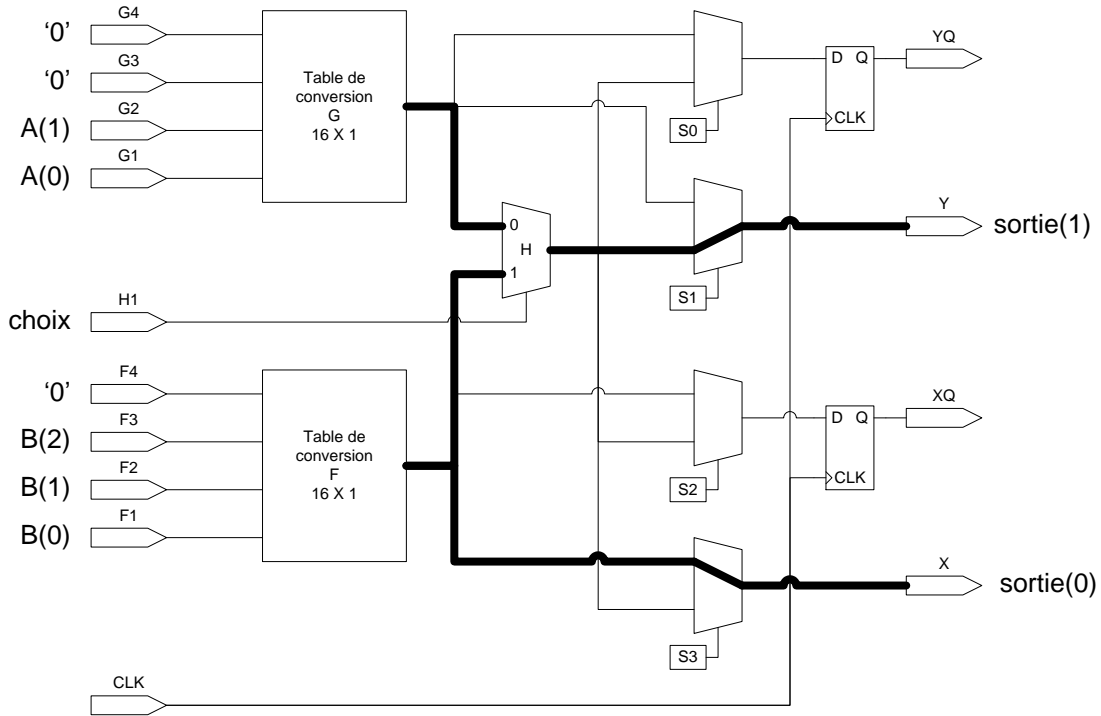 G4
‘0’
G3
‘0’
G2
A(1)
G1
A(0)
Table de
conversion
G
16 X 1
S0
D Q
CLK
YQ
0
H
1
S1
Y
sortie(1)
H1
choix
F4
‘0’
F3
B(2)
F2
B(1)
F1
B(0)
Table de
conversion
F
16 X 1
S2
D Q
CLK
XQ
S3
X
sortie(0)
CLK